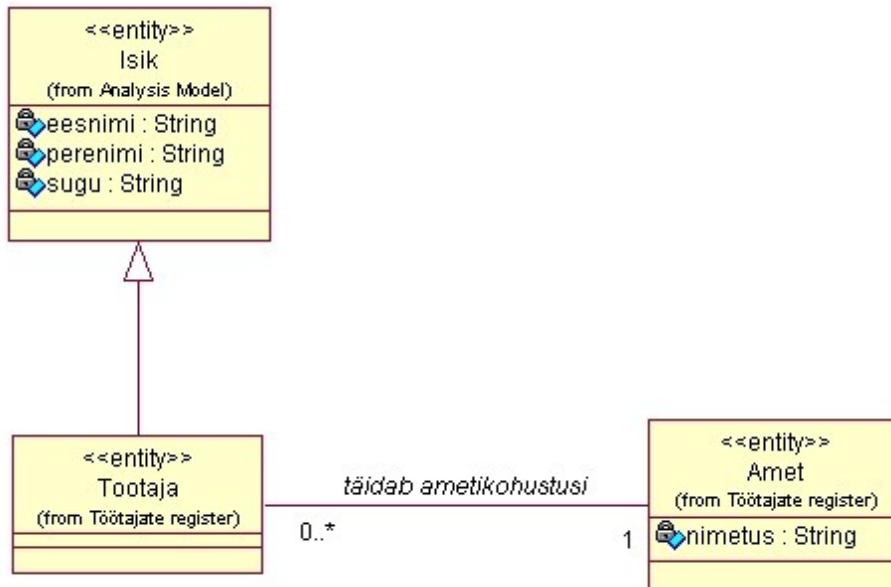 <<entity>>
Isik
(from Analysis Model)
eesnimi : String
perenimi : String
sugu : String
<<entity>>
Tootaja
(from Töötajate register)
täidab ametikohustusi
0..*
1
<<entity>>
Amet
(from Töötajate register)
nimetus : String